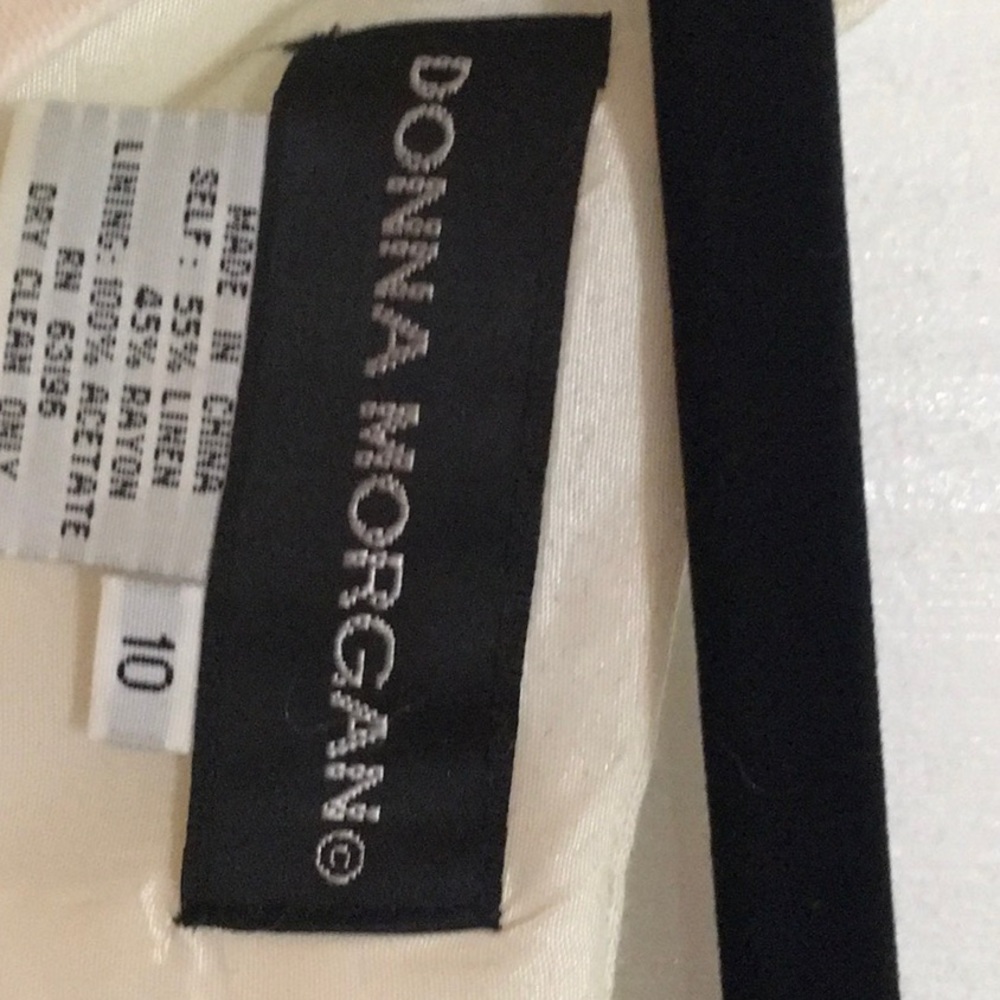 DONNA MORGAN©
MADE IN CHINA
SELF: 55% LINEN
45% RAYON
LINING: 100% ACETATE
RN 63196
DRY CLEAN ONLY
10